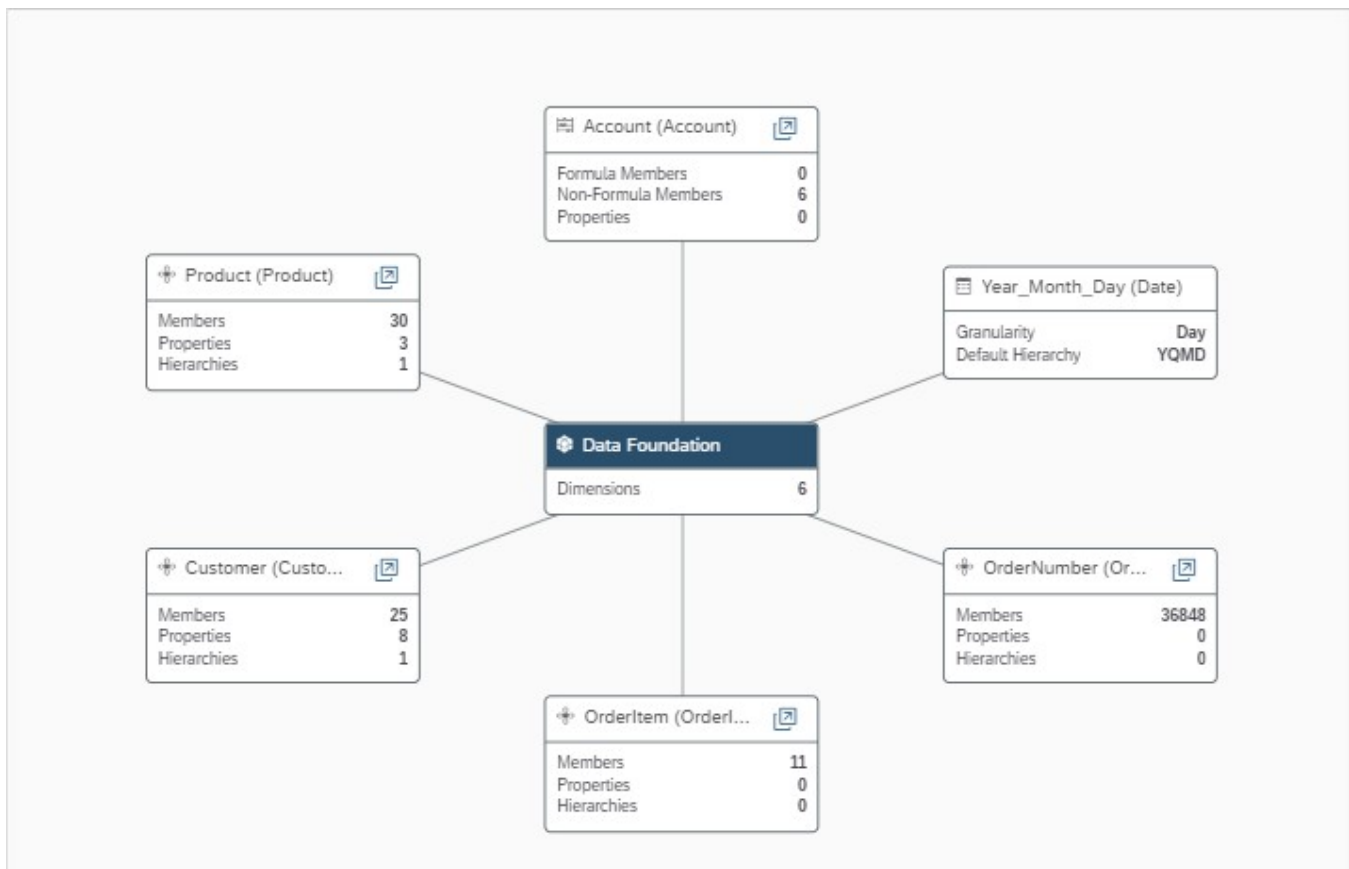 Account (Account)
Formula Members 0
Non-Formula Members 6
Properties 0
Product (Product)
Members 30
Properties 3
Hierarchies 1
Year_Month_Day (Date)
Granularity Day
Default Hierarchy YQMD
Data Foundation
Dimensions 6
Customer (Custo...
Members 25
Properties 8
Hierarchies 1
OrderNumber (Or...
Members 36848
Properties 0
Hierarchies 0
OrderItem (OrderI...
Members 11
Properties 0
Hierarchies 0